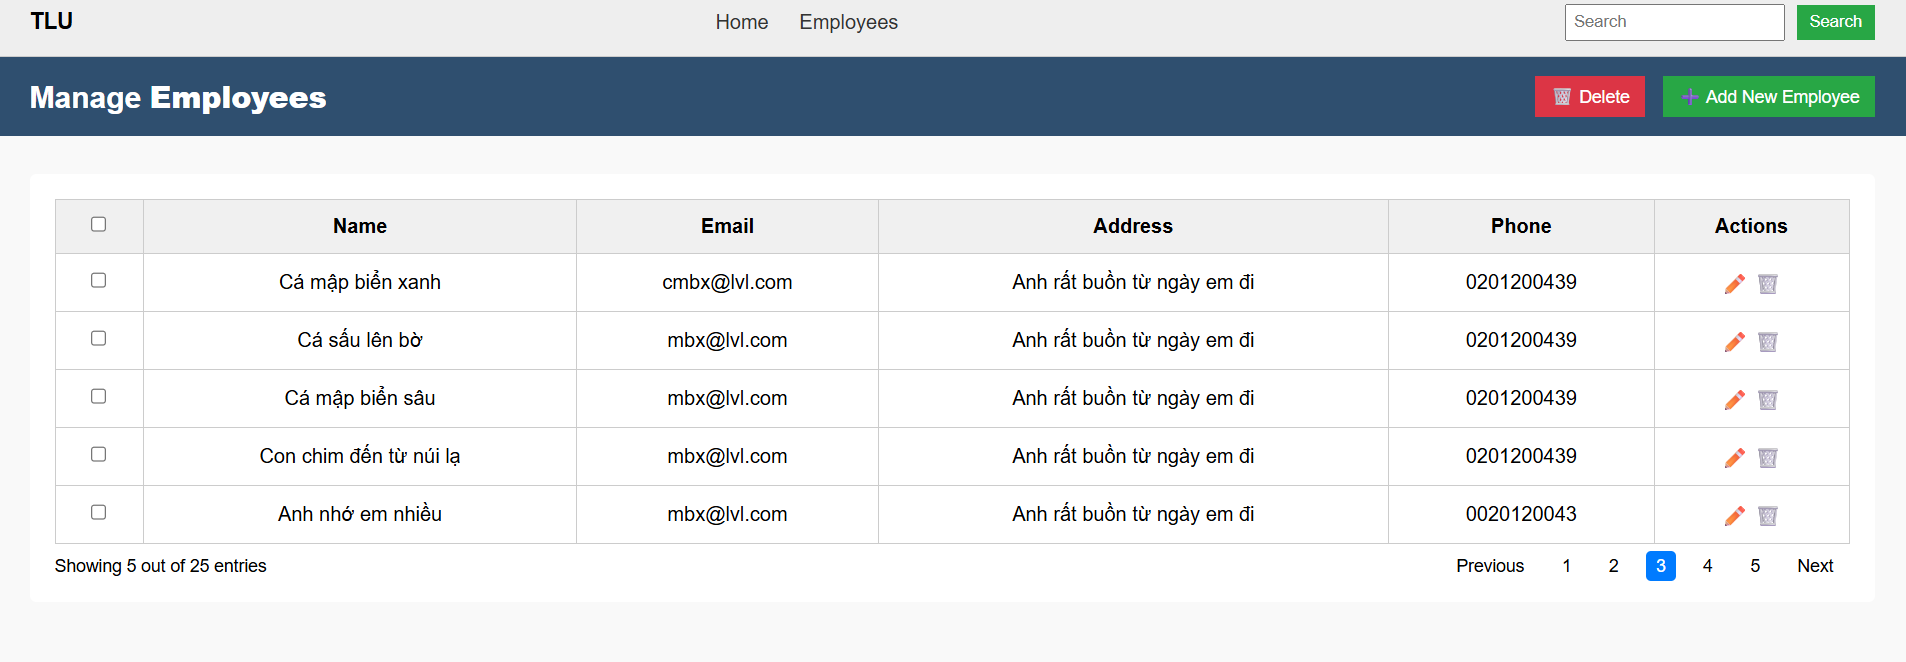 TLU Home Employees Search Search
Manage Employees Delete Add New Employee
Name Email Address Phone Actions
Cá mập biển xanh cmbx@lvl.com Anh rất buồn từ ngày em đi 0201200439
Cá sấu lên bờ mbx@lvl.com Anh rất buồn từ ngày em đi 0201200439
Cá mập biển sâu mbx@lvl.com Anh rất buồn từ ngày em đi 0201200439
Con chim đến từ núi lạ mbx@lvl.com Anh rất buồn từ ngày em đi 0201200439
Anh nhớ em nhiều mbx@lvl.com Anh rất buồn từ ngày em đi 0020120043
Showing 5 out of 25 entries Previous 1 2 3 4 5 Next